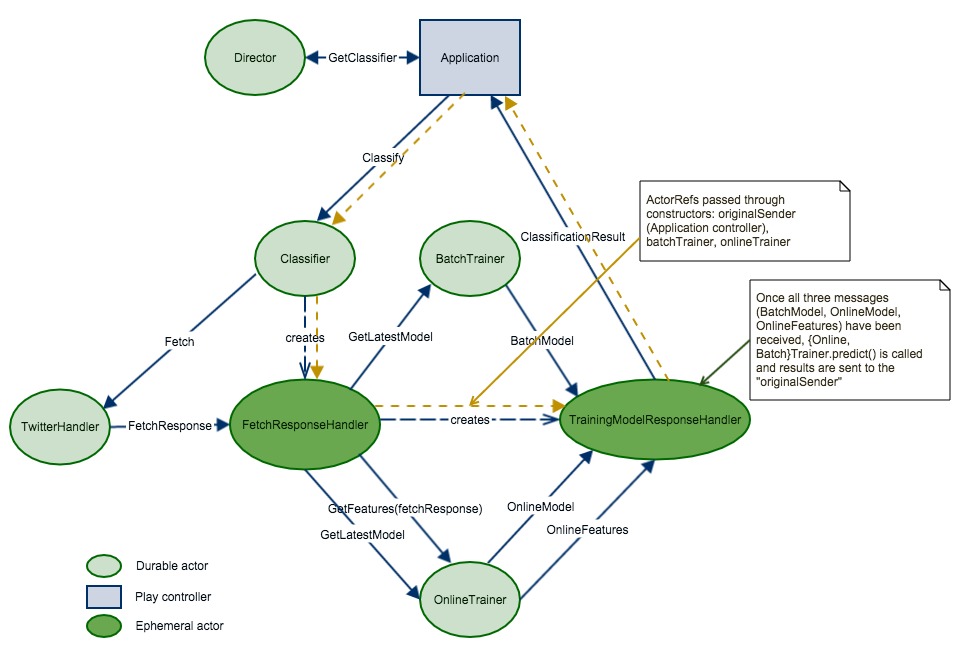 Director
GetClassifier
Application
Classify
ActorRefs passed through
constructors: originalSender
(Application controller),
batchTrainer, onlineTrainer
ClassificationResult
Classifier
BatchTrainer
Once all three messages
(BatchModel, OnlineModel,
OnlineFeatures) have been
received, {Online,
Batch}Trainer.predict() is called
and results are sent to the
"originalSender"
Fetch
creates
GetLatestModel
BatchModel
TwitterHandler
FetchResponse
FetchResponseHandler
creates
TrainingModelResponseHandler
GetFeatures(fetchResponse)
OnlineModel
GetLatestModel
OnlineFeatures
OnlineTrainer
Durable actor
Play controller
Ephemeral actor